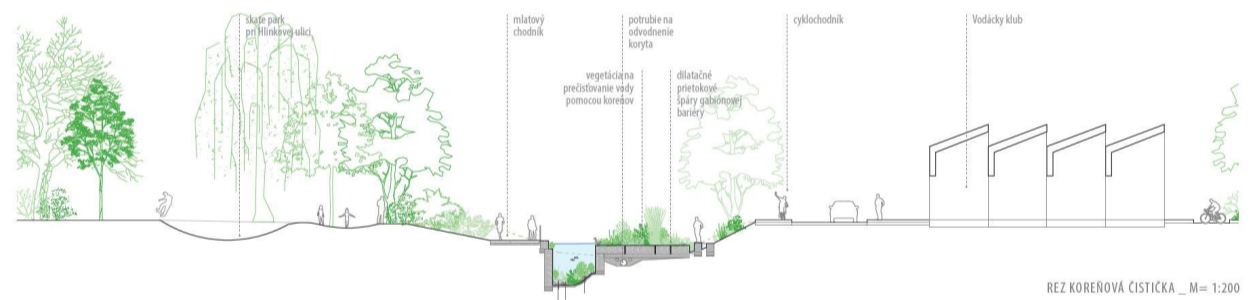 skate park
pri Hlinkovej ulici
mlatový
chodník
potrubie na
odvodnenie
koryta
vegetácia na
prečisťovanie vody
pomocou koreňov
dilatačné
prietokové
špáry gabiónovej
bariéry
cyklochodník
Vodácky klub
REZ KOREŇOVÁ ČISTIČKA _ M= 1:200